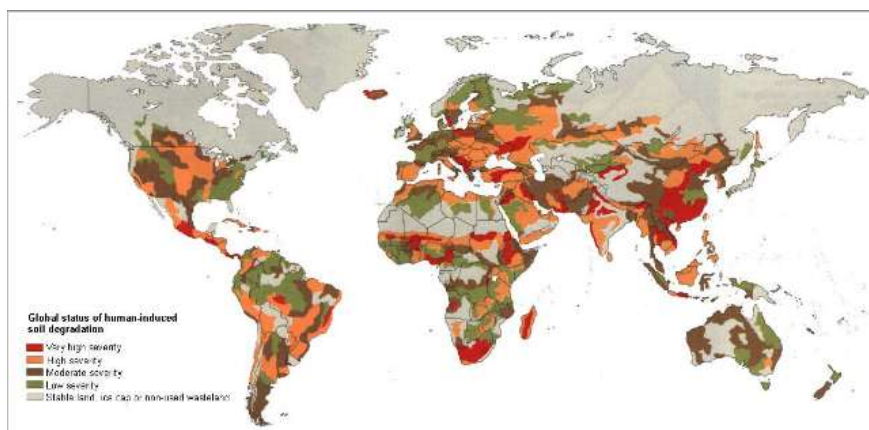 Global status of human-induced
soil degradation
Very high severity
High severity
Moderate severity
Low severity
Stable land, ice cap or non-used wasteland